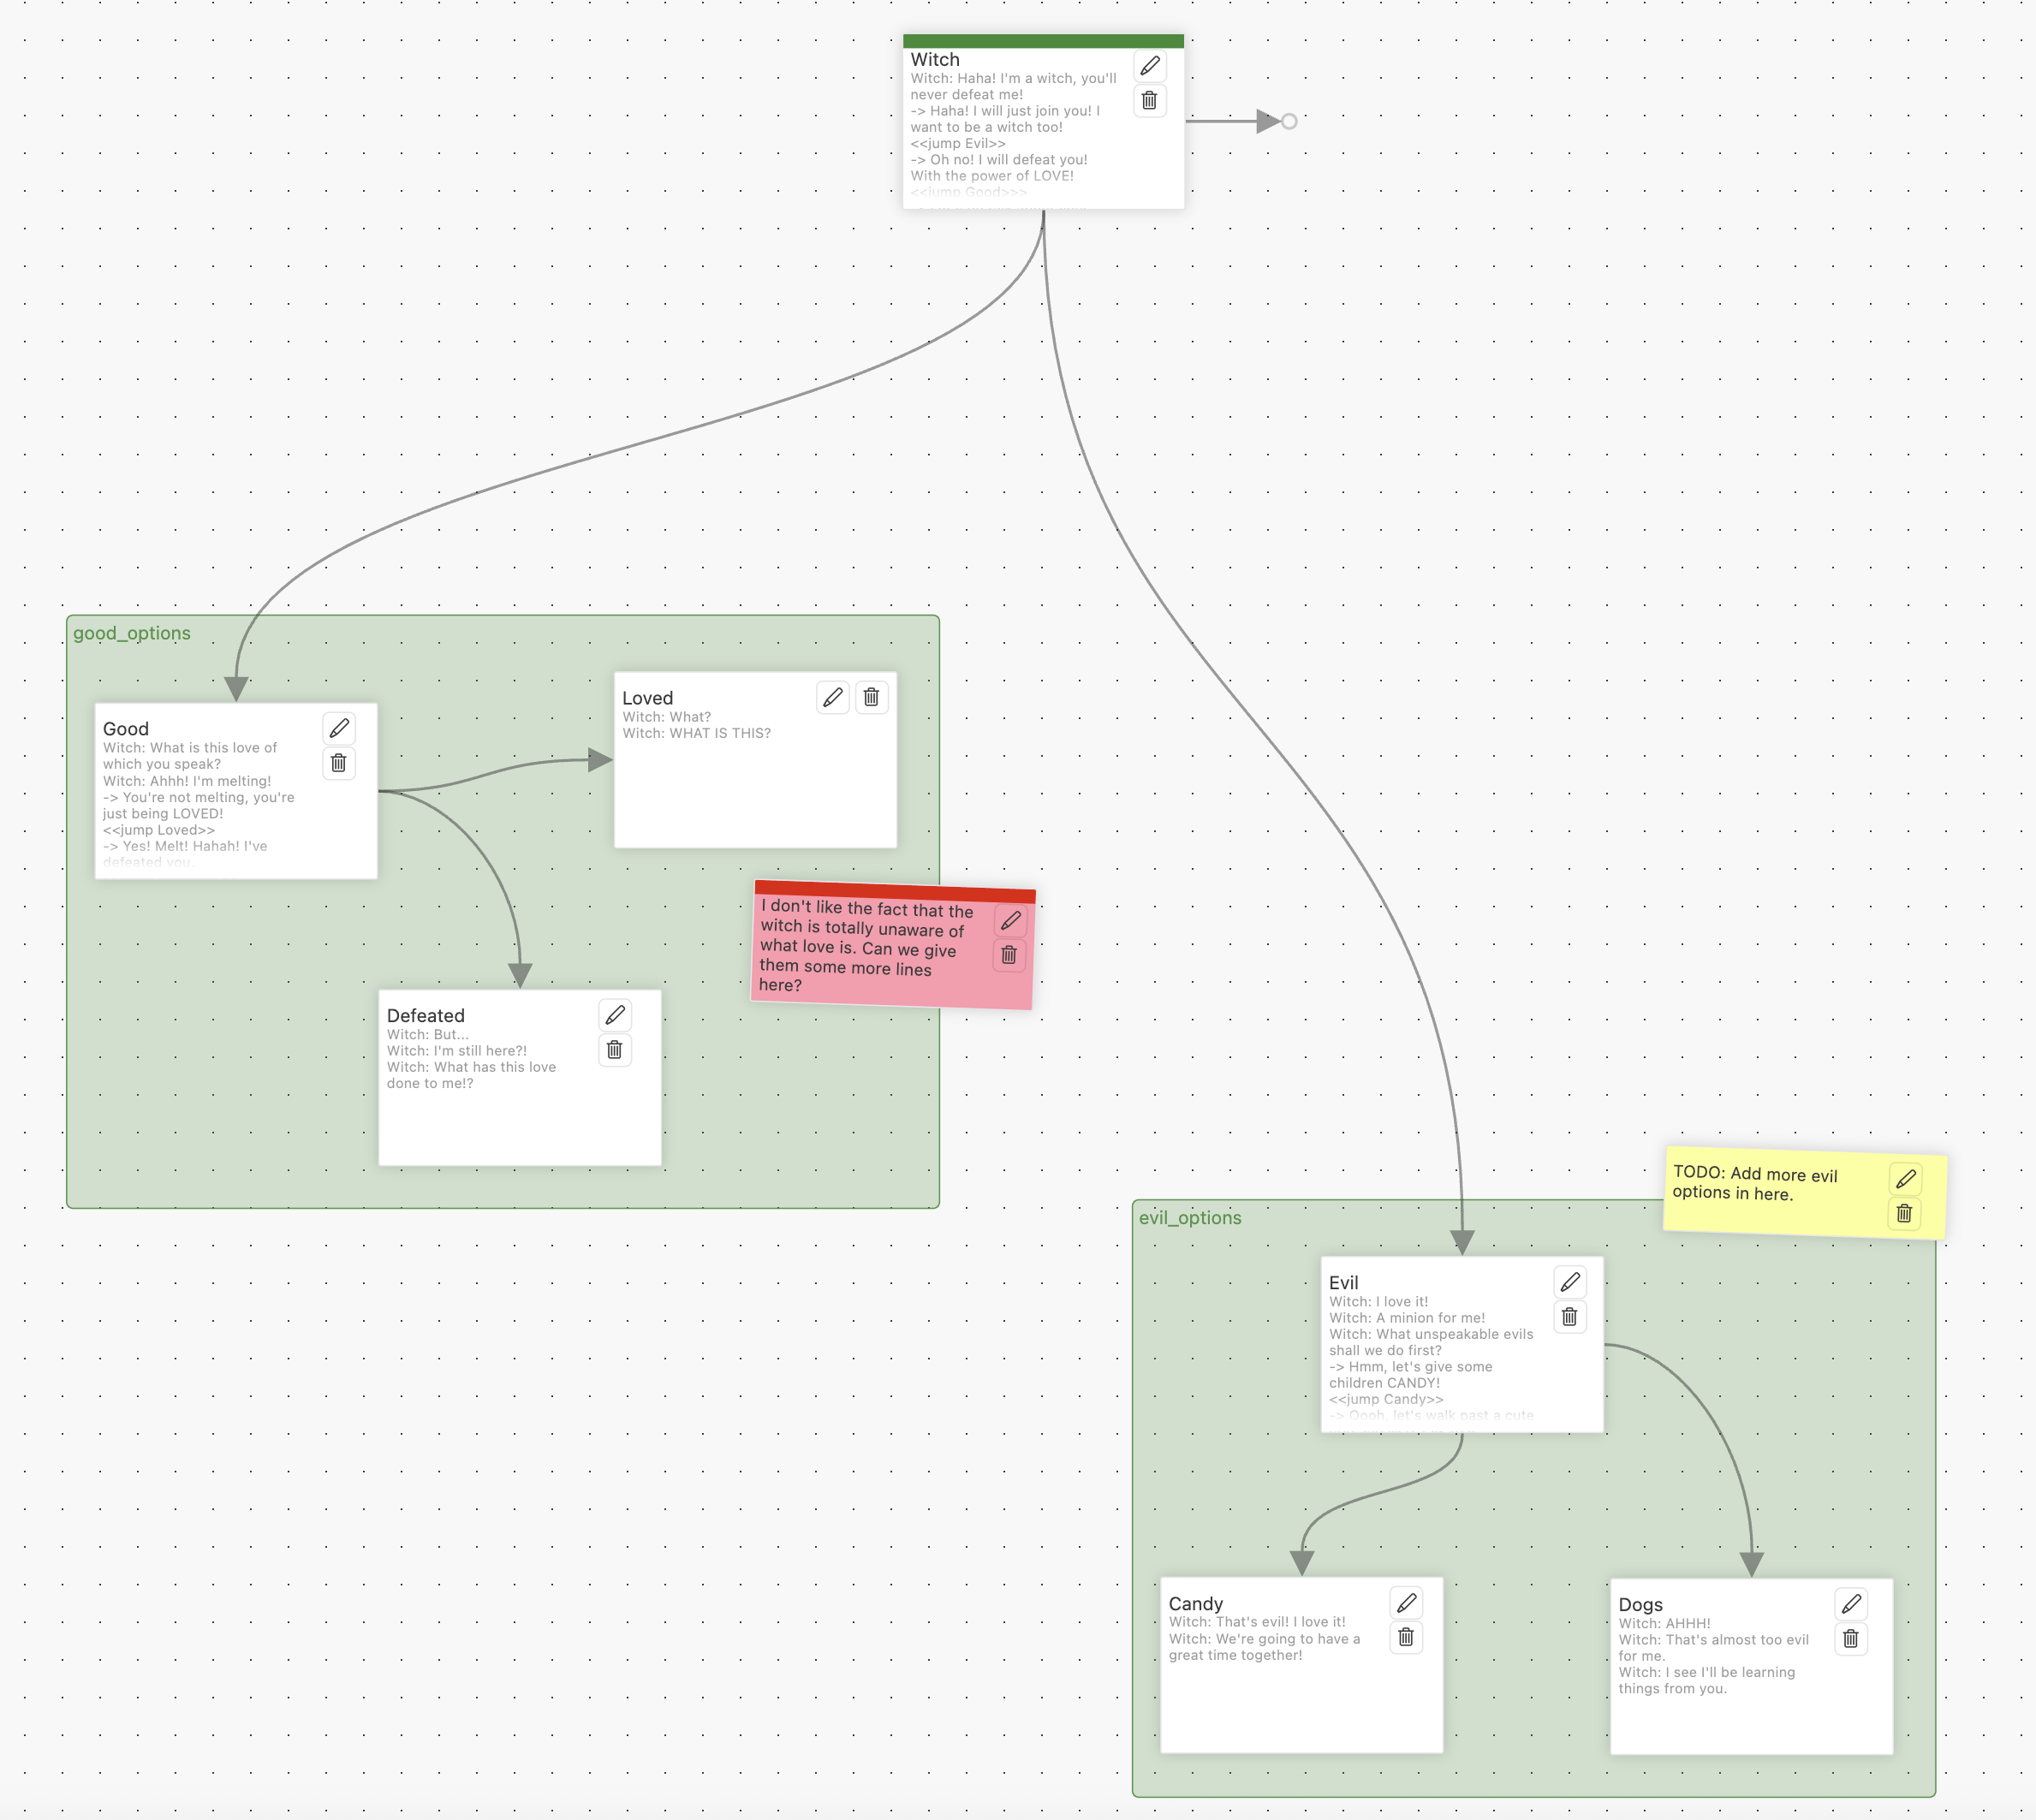 Witch
Witch: Haha! I'm a witch, you'll
never defeat me!
-> Haha! I will just join you! I
want to be a witch too!
<<jump Evil>>
-> Oh no! I will defeat you!
With the power of LOVE!
<<jump Good>>>
good_options
Good
Witch: What is this love of
which you speak?
Witch: Ahhh! I'm melting!
-> You're not melting, you're
just being LOVED!
<<jump Loved>>
-> Yes! Melt! Hahah! I've
defeated you.
Loved
Witch: What?
Witch: WHAT IS THIS?
I don't like the fact that the
witch is totally unaware of
what love is. Can we give
them some more lines
here?
Defeated
Witch: But...
Witch: I'm still here?!
Witch: What has this love
done to me!?
TODO: Add more evil
options in here.
evil_options
Evil
Witch: I love it!
Witch: A minion for me!
Witch: What unspeakable evils
shall we do first?
-> Hmm, let's give some
children CANDY!
<<jump Candy>>
-> Oooh, let's walk past a cute
Candy
Witch: That's evil! I love it!
Witch: We're going to have a
great time together!
Dogs
Witch: AHHH!
Witch: That's almost too evil
for me.
Witch: I see I'll be learning
things from you.